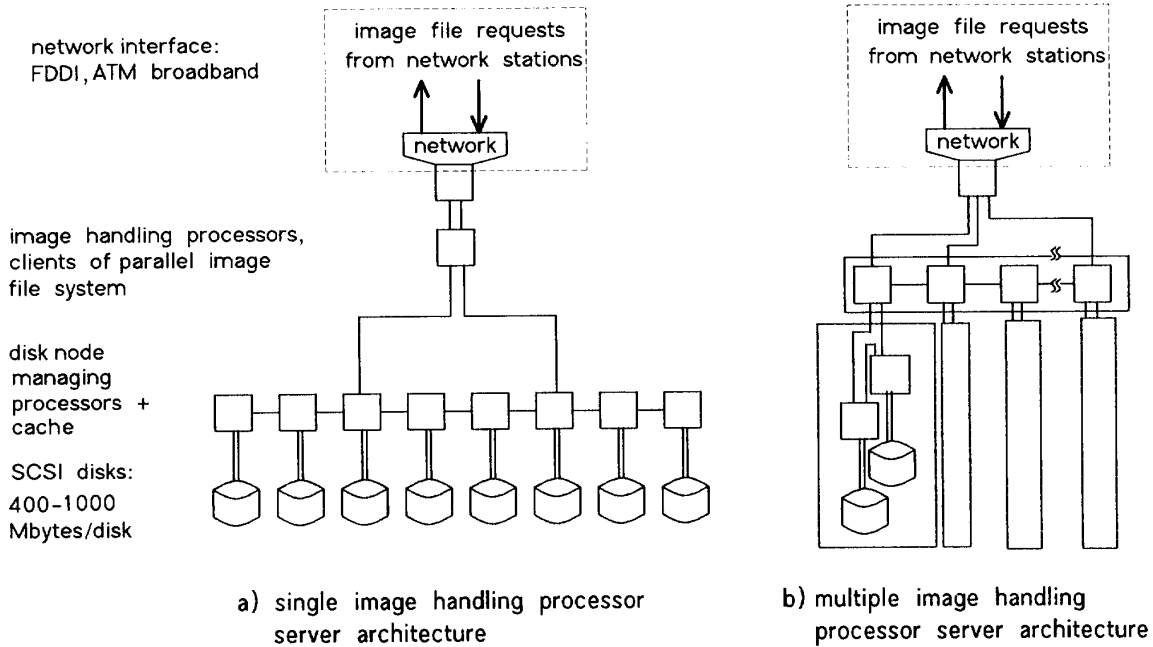 network interface:
FDDI, ATM broadband
image file requests
from network stations
network
image handling processors,
clients of parallel image
file system
disk node
managing
processors +
cache
SCSI disks:
400-1000
Mbytes/disk
a) single image handling processor
server architecture
image file requests
from network stations
network
b) multiple image handling
processor server architecture